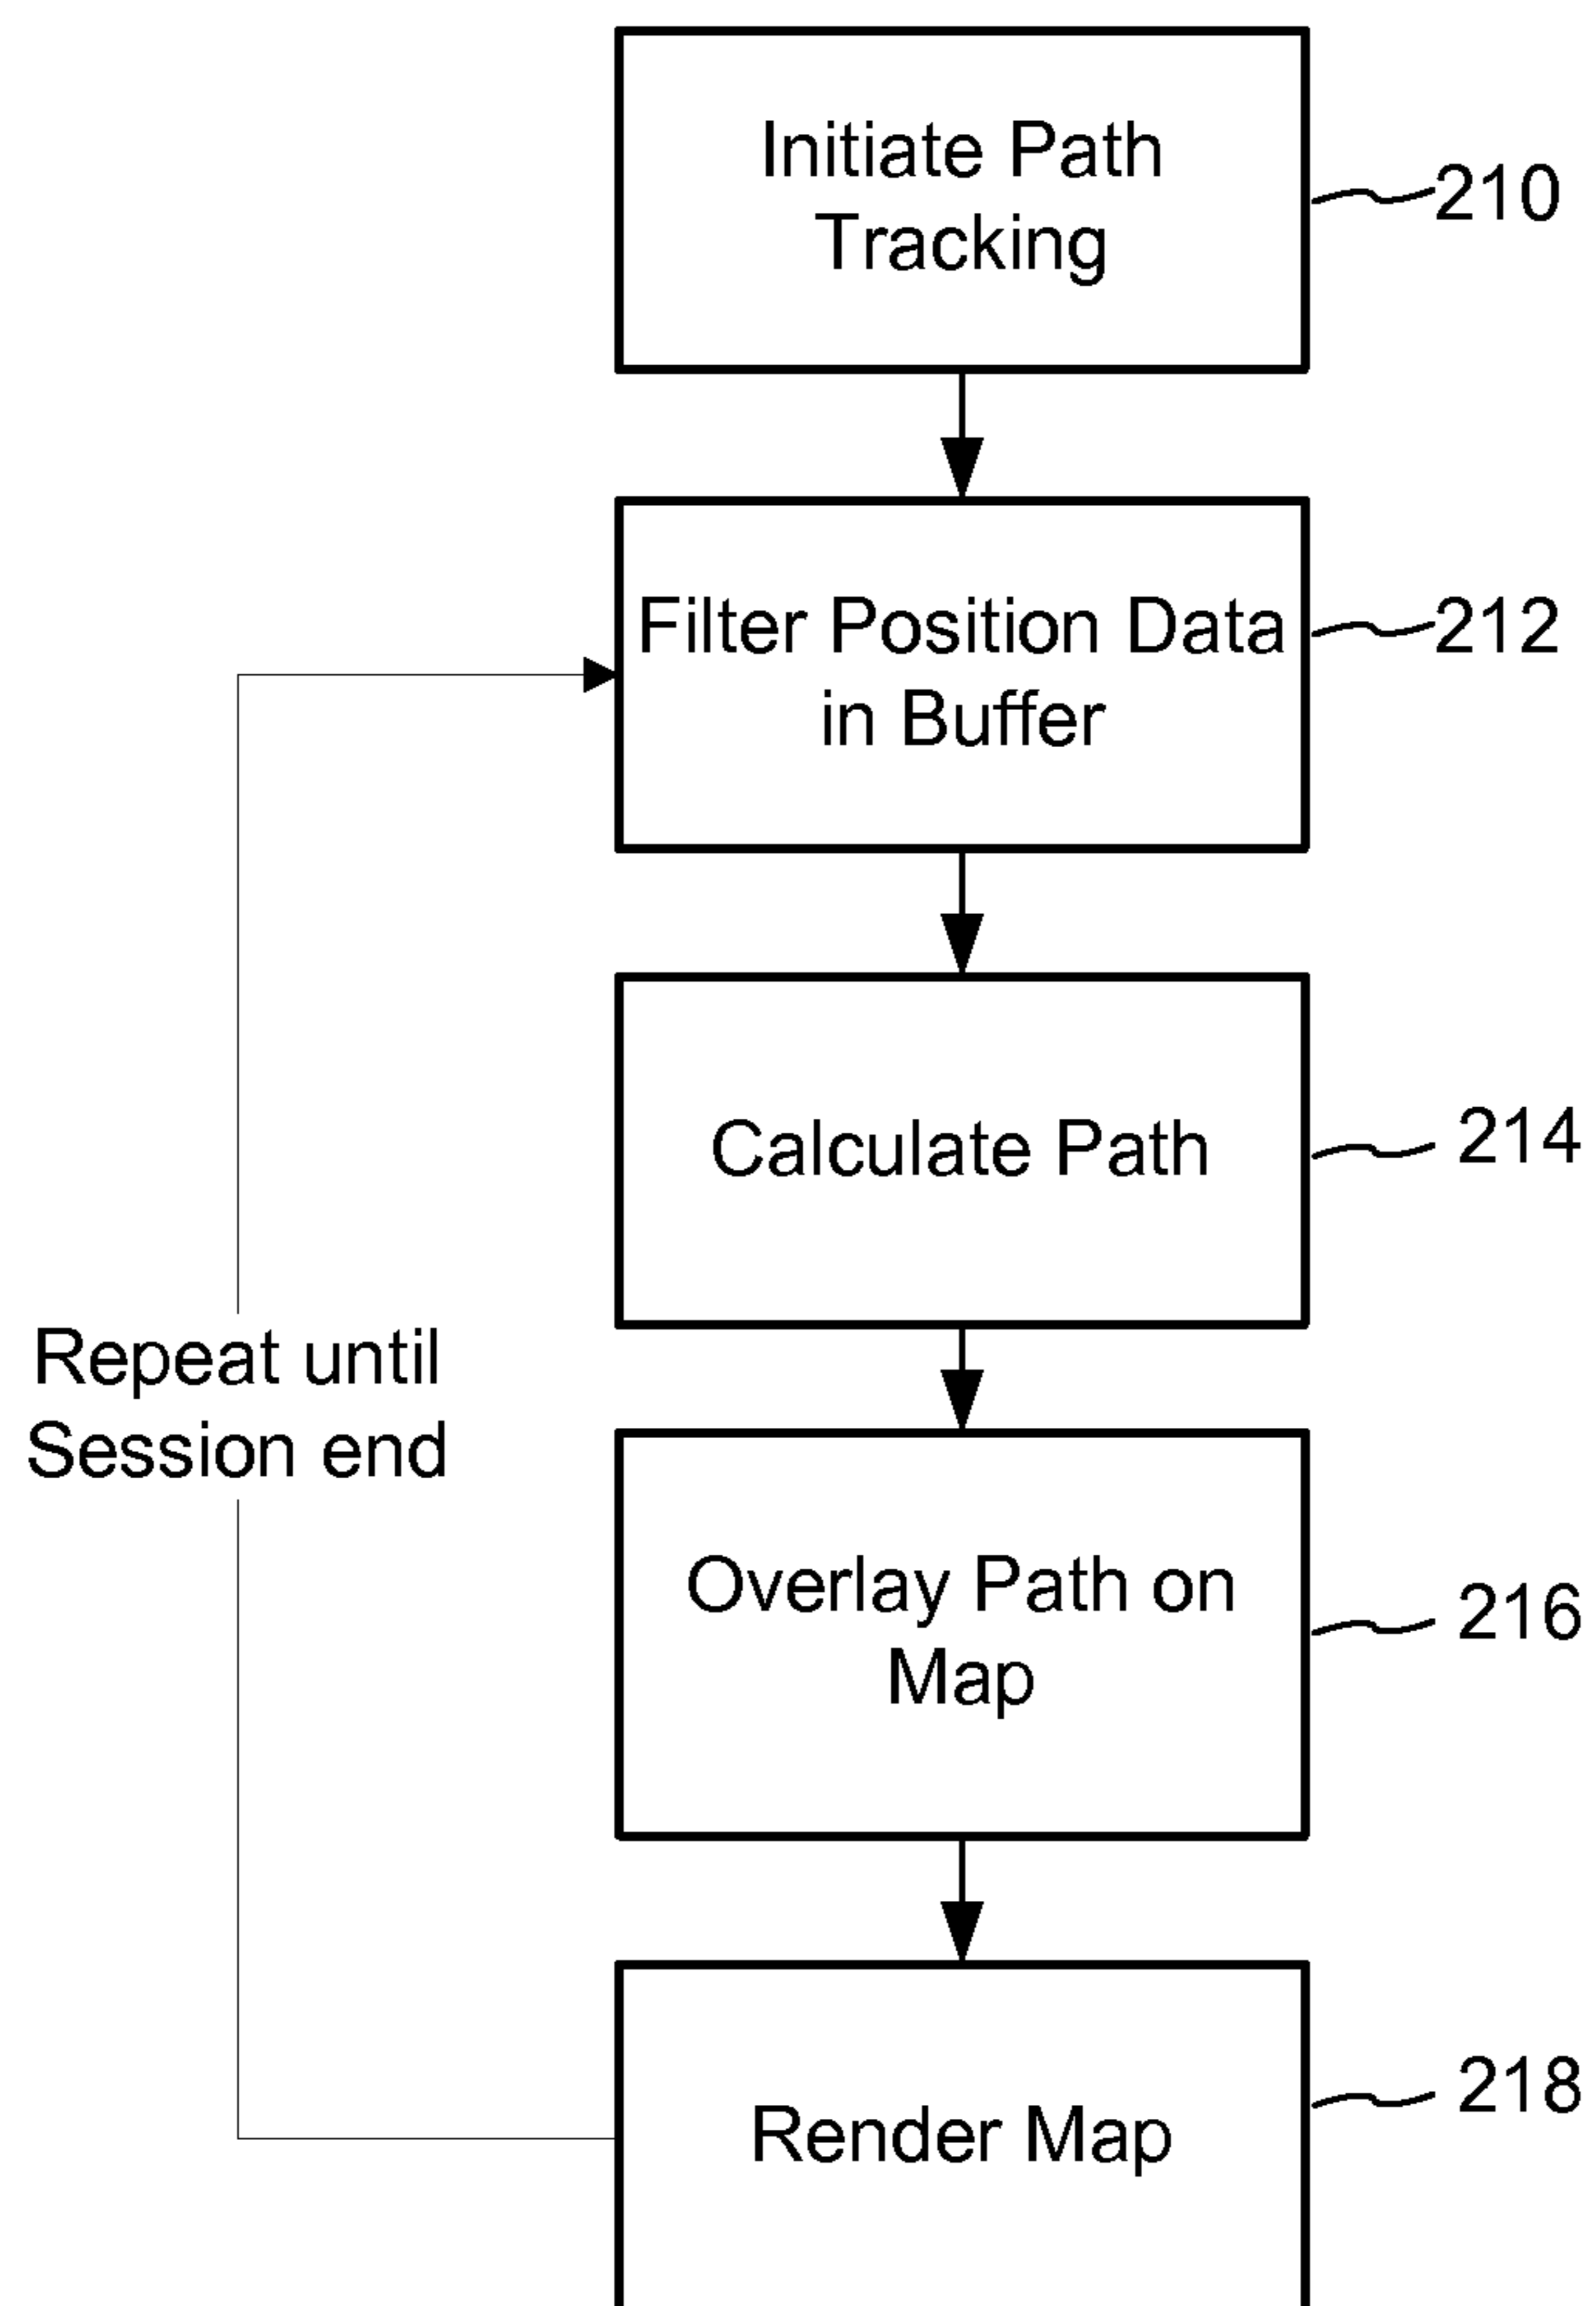 Initiate Path
Tracking
210
Filter Position Data
in Buffer
212
Calculate Path
214
Repeat until
Session end
Overlay Path on
Map
216
Render Map
218